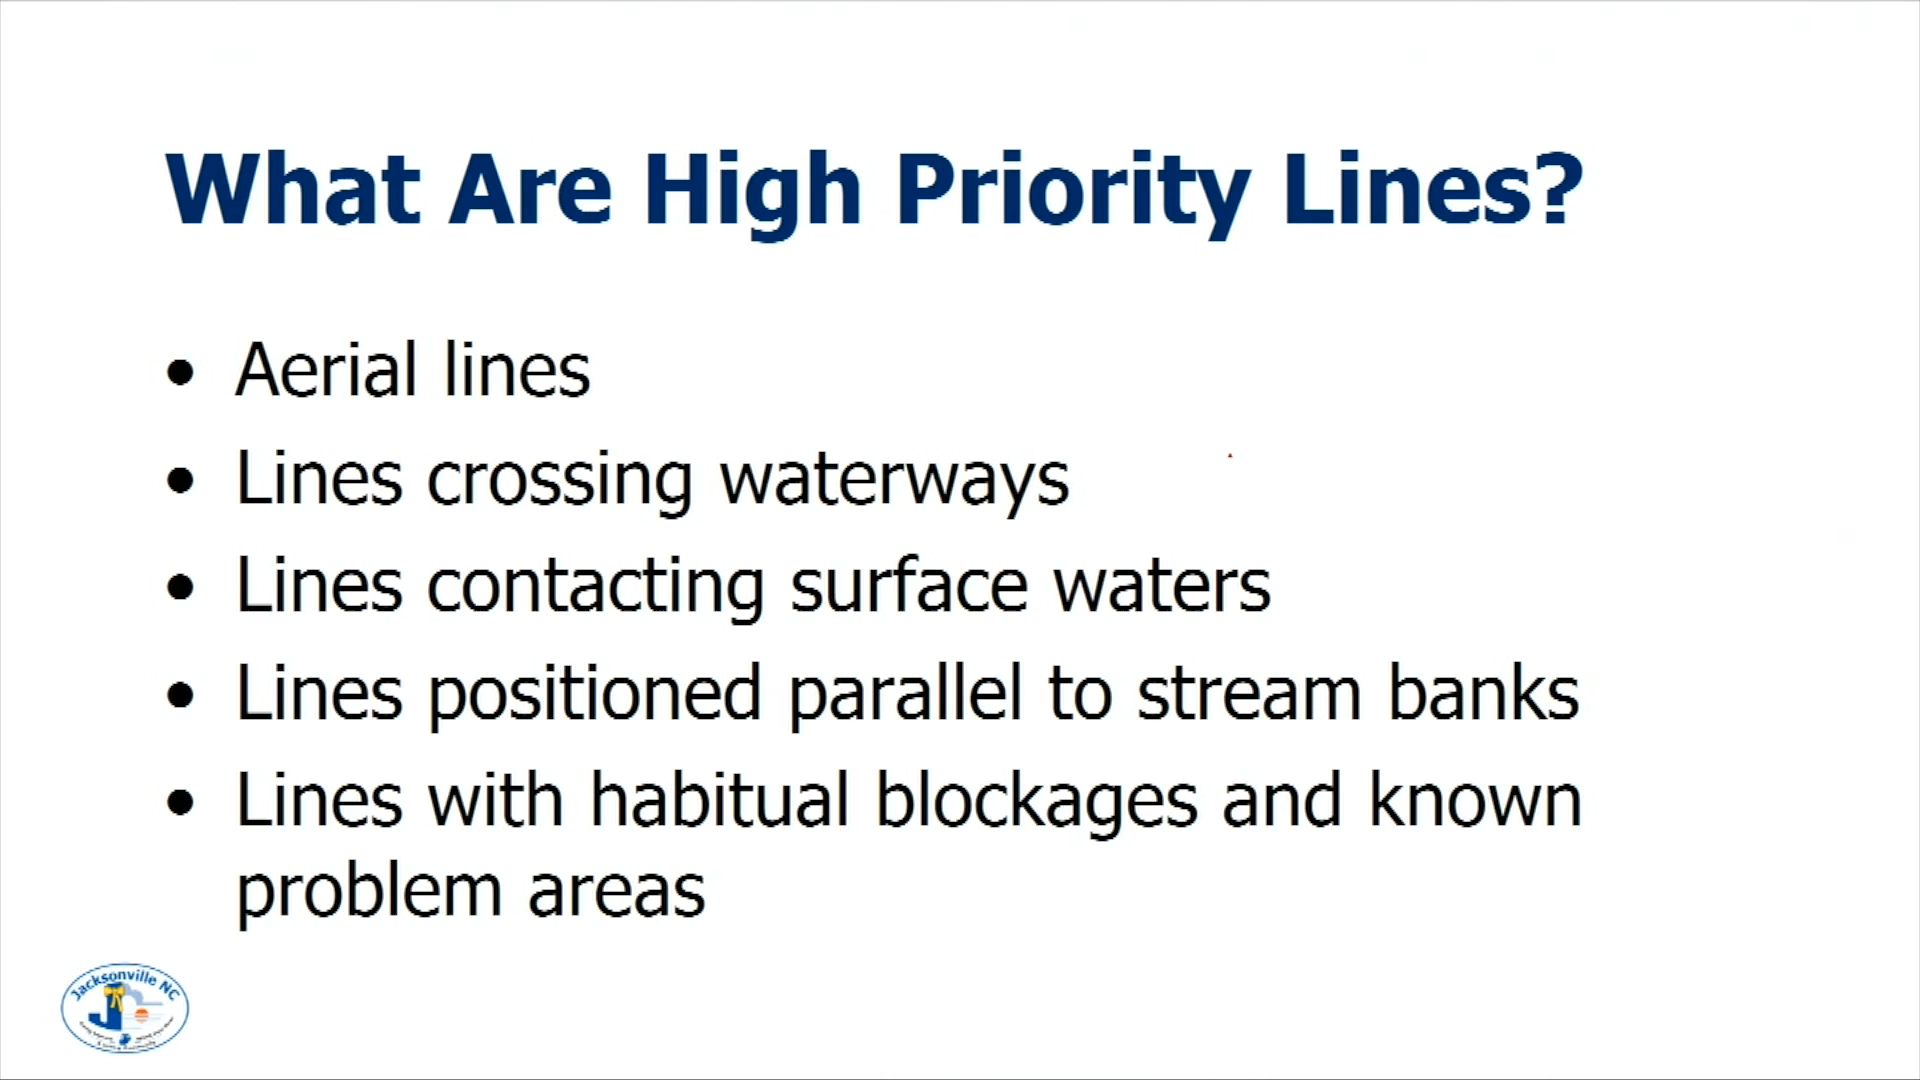 What Are High Priority Lines?
• Aerial lines
• Lines crossing waterways
• Lines contacting surface waters
• Lines positioned parallel to stream banks
• Lines with habitual blockages and known
problem areas
Jacksonville NC